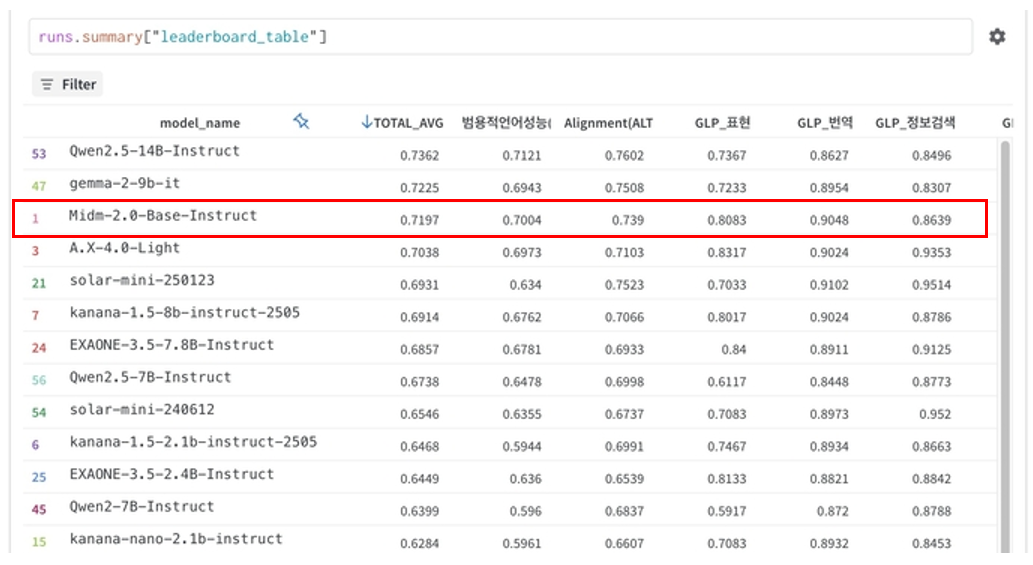 runs.summary["leaderboard_table"]
Filter
model_name TOTAL_AVG 범용적언어성능( Alignment(ALT GLP_표현 GLP_번역 GLP_정보검색 GI
53 Qwen2.5-14B-Instruct 0.7362 0.7121 0.7602 0.7367 0.8627 0.8496
47 gemma-2-9b-it 0.7225 0.6943 0.7508 0.7233 0.8954 0.8307
1 Midm-2.0-Base-Instruct 0.7197 0.7004 0.739 0.8083 0.9048 0.8639
3 A.X-4.0-Light 0.7038 0.6973 0.7103 0.8317 0.9024 0.9353
21 solar-mini-250123 0.6931 0.634 0.7523 0.7033 0.9102 0.9514
7 kanana-1.5-8b-instruct-2505 0.6914 0.6762 0.7066 0.8017 0.9024 0.8786
24 EXAONE-3.5-7.8B-Instruct 0.6857 0.6781 0.6933 0.84 0.8911 0.9125
56 Qwen2.5-7B-Instruct 0.6738 0.6478 0.6998 0.6117 0.8448 0.8773
54 solar-mini-240612 0.6546 0.6355 0.6737 0.7083 0.8973 0.952
6 kanana-1.5-2.1b-instruct-2505 0.6468 0.5944 0.6991 0.7467 0.8934 0.8663
25 EXAONE-3.5-2.4B-Instruct 0.6449 0.636 0.6539 0.8133 0.8821 0.8842
45 Qwen2-7B-Instruct 0.6399 0.596 0.6837 0.5917 0.872 0.8788
15 kanana-nano-2.1b-instruct 0.6284 0.5961 0.6607 0.7083 0.8932 0.8453